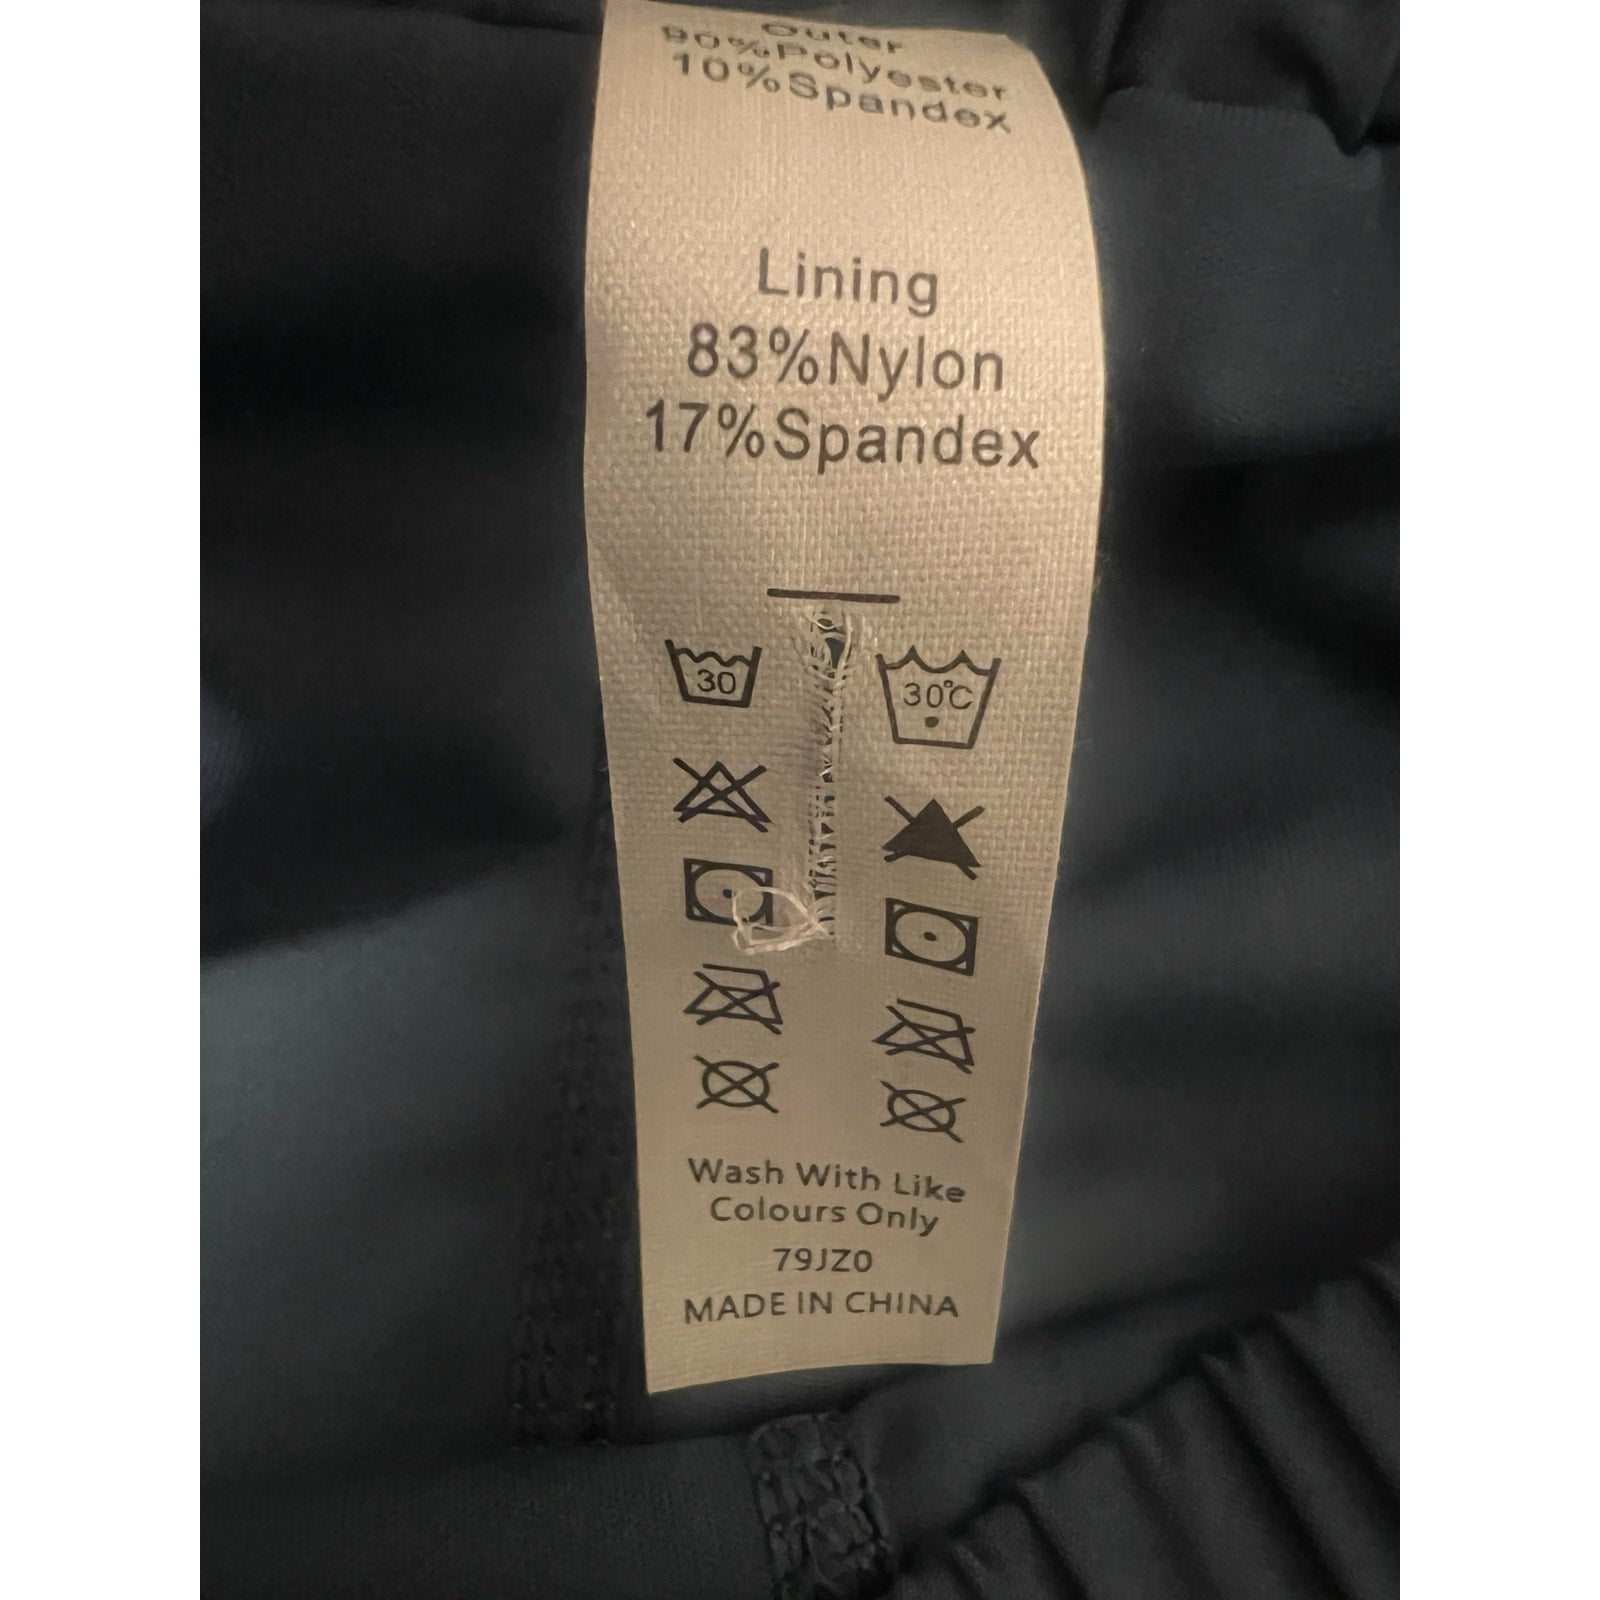 Outer
90%Polyester
10%Spandex
Lining
83%Nylon
17%Spandex
30 30°C
Wash With Like
Colours Only
79JZ0
MADE IN CHINA